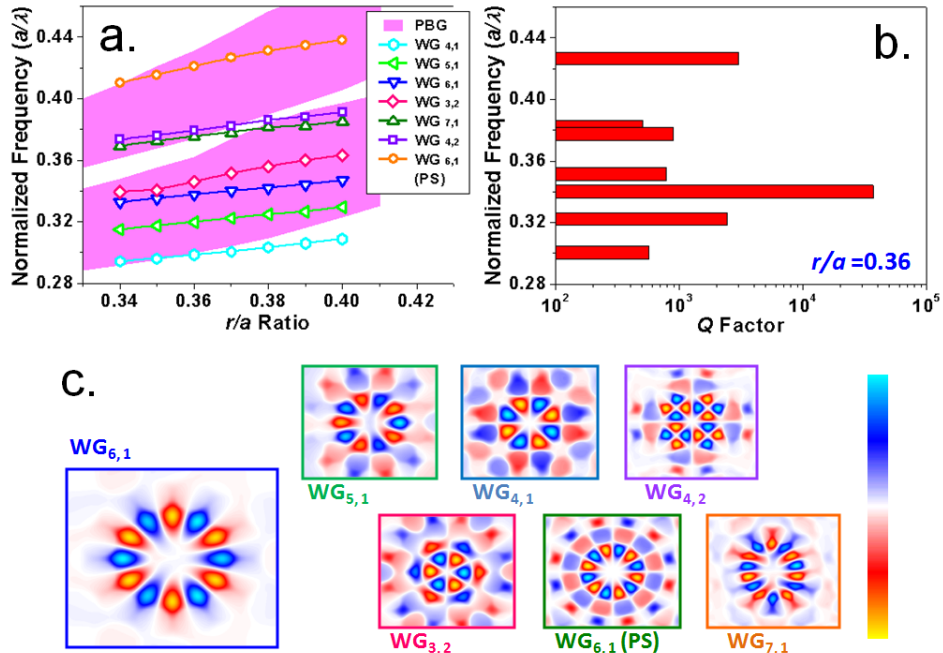 a.
Normalized Frequency (a/λ)
0.44
0.40
0.36
0.32
0.28
0.34 0.36 0.38 0.40 0.42
r/a Ratio
PBG
WG 4,1
WG 5,1
WG 6,1
WG 3,2
WG 7,1
WG 4,2
WG 6,1
(PS)
b.
Normalized Frequency (a/λ)
0.44
0.40
0.36
0.32
0.28
r/a =0.36
10² 10³ 10⁴ 10⁵
Q Factor
c.
WG6,1
WG5,1
WG4,1
WG4,2
WG3,2
WG6,1 (PS)
WG7,1